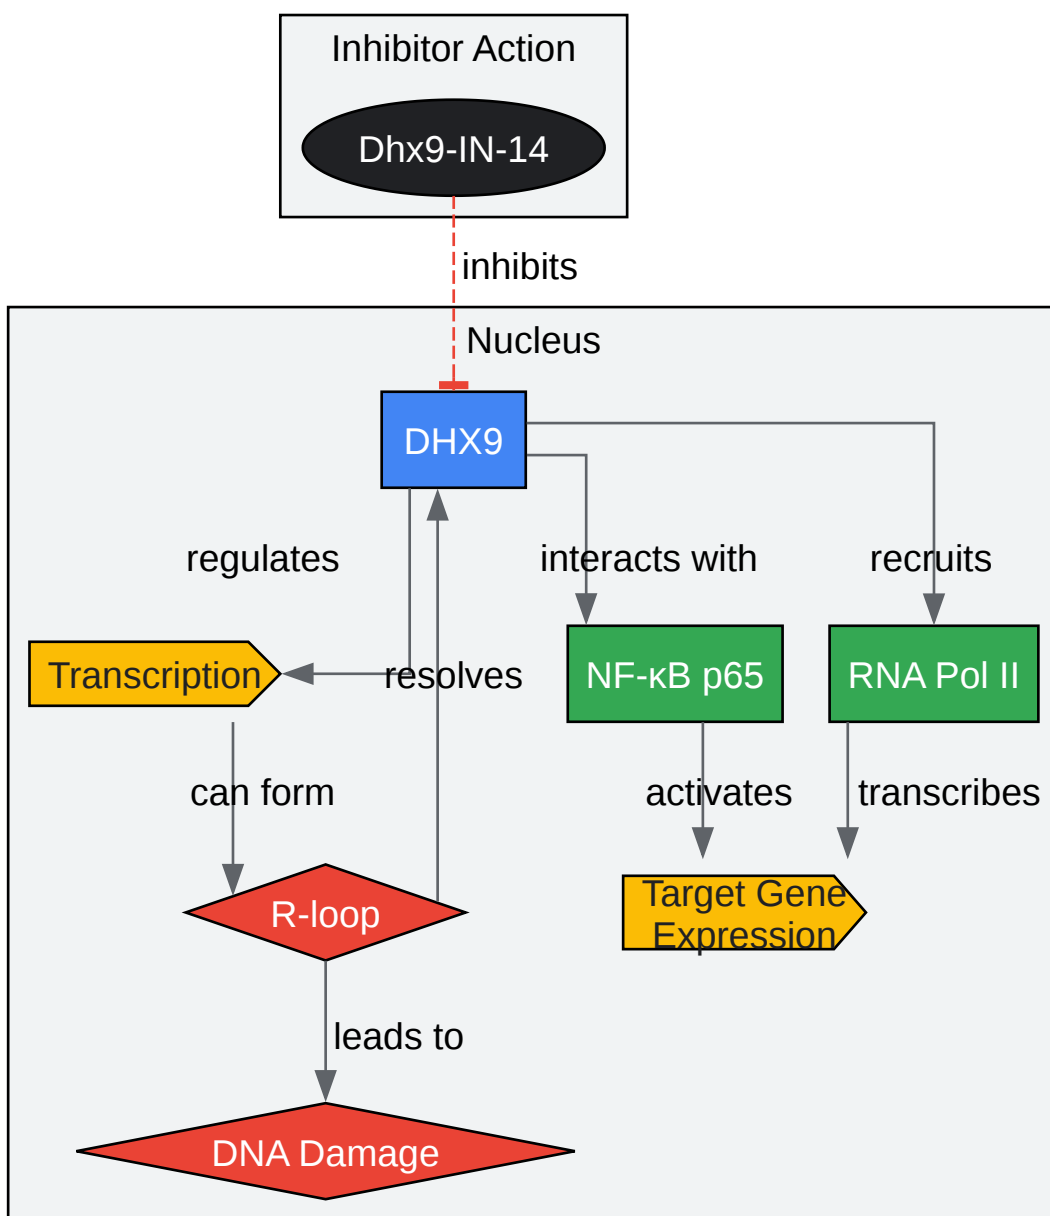 Inhibitor Action
Dhx9-IN-14
inhibits
Nucleus
DHX9
regulates
interacts with
recruits
Transcription
resolves
NF-κB p65
RNA Pol II
can form
activates
transcribes
R-loop
Target Gene
Expression
leads to
DNA Damage